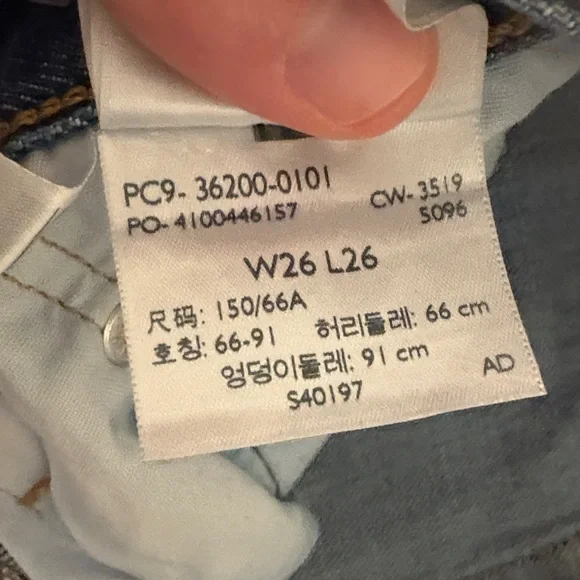 PC9- 36200-0101
CW- 3519
PO- 4100446157
5096
W26 L26
尺码: 150/66A
호칭: 66-91 허리둘레: 66 cm
엉덩이둘레: 91 cm
AD
S40197